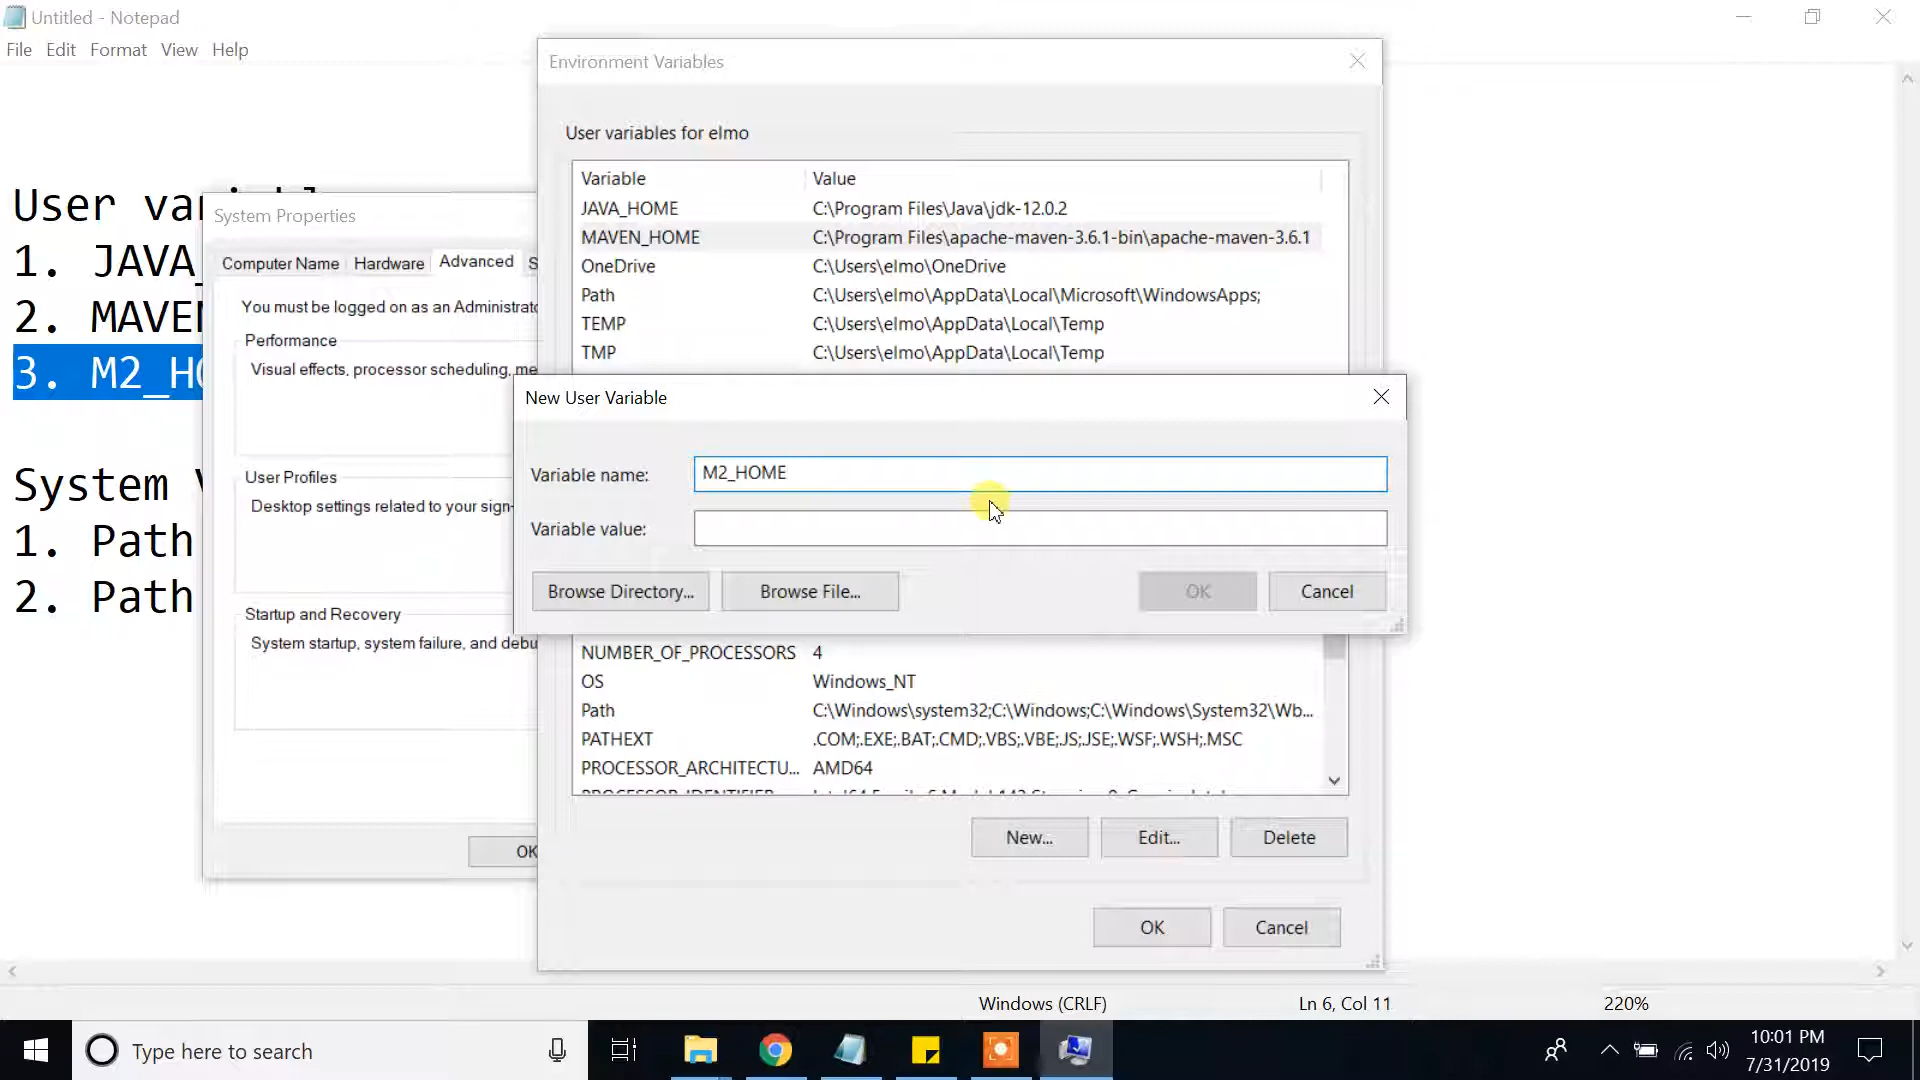 Untitled - Notepad
File Edit Format View Help
User
1. JAVA_
2. MAVEN
3. M2_HO
System
1. Path
2. Path
System Properties
Computer Name Hardware Advanced
You must be logged on as an Administrato
Performance
Visual effects, processor scheduling, me
User Profiles
Desktop settings related to your sign-
Startup and Recovery
System startup, system failure, and debu
OK
Environment Variables
User variables for elmo
Variable Value
JAVA_HOME C:\Program Files\Java\jdk-12.0.2
MAVEN_HOME C:\Program Files\apache-maven-3.6.1-bin\apache-maven-3.6.1
OneDrive C:\Users\elmo\OneDrive
Path C:\Users\elmo\AppData\Local\Microsoft\WindowsApps;
TEMP C:\Users\elmo\AppData\Local\Temp
TMP C:\Users\elmo\AppData\Local\Temp
New User Variable
Variable name: M2_HOME
Variable value:
Browse Directory... Browse File... OK Cancel
NUMBER_OF_PROCESSORS 4
OS Windows_NT
Path C:\Windows\system32;C:\Windows;C:\Windows\System32\Wb...
PATHEXT .COM;.EXE;.BAT;.CMD;.VBS;.VBE;.JS;.JSE;.WSF;.WSH;.MSC
PROCESSOR_ARCHITECTU... AMD64
New... Edit... Delete
OK Cancel
Windows (CRLF) Ln 6, Col 11 220%
Type here to search
10:01 PM
7/31/2019